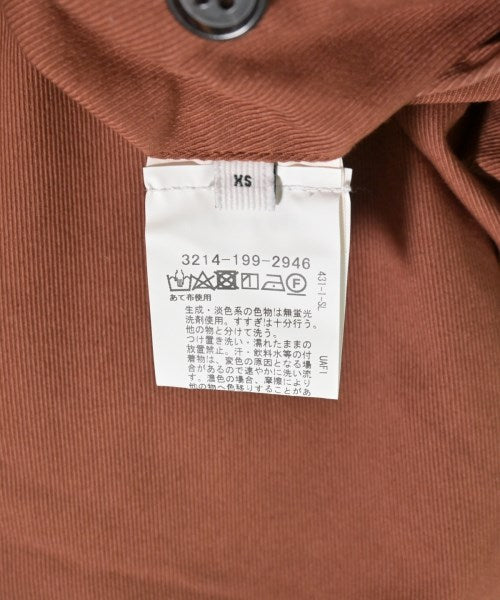 XS
3214-199-2946
あて布使用
生成・淡色系の色物は無蛍光
洗剤使用。すすぎは十分行う。
他の物と分けて洗う。
つけ置き洗い・濡れたままの
放置禁止。汗・飲料水等の付
着物は、変色の原因となる場
合があるので速やかに洗い流
す。湿色の場合、摩擦により
他の物へ色移りすることがあ
431-1-SL
UAF1